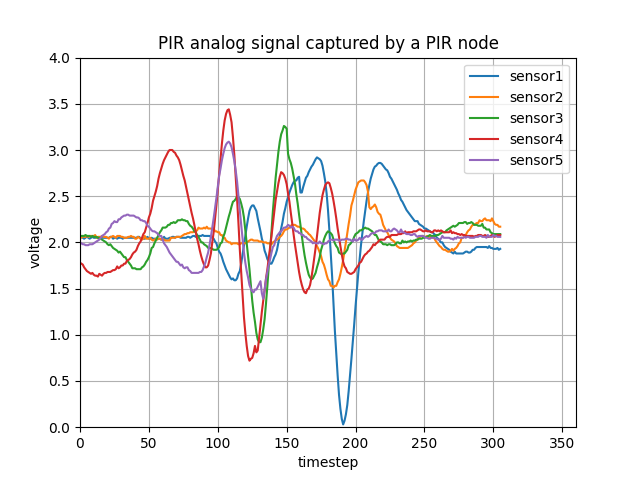 PIR analog signal captured by a PIR node
4.0
3.5
3.0
2.5
2.0
1.5
1.0
0.5
0.0
voltage
sensor1
sensor2
sensor3
sensor4
sensor5
0 50 100 150 200 250 300 350
timestep